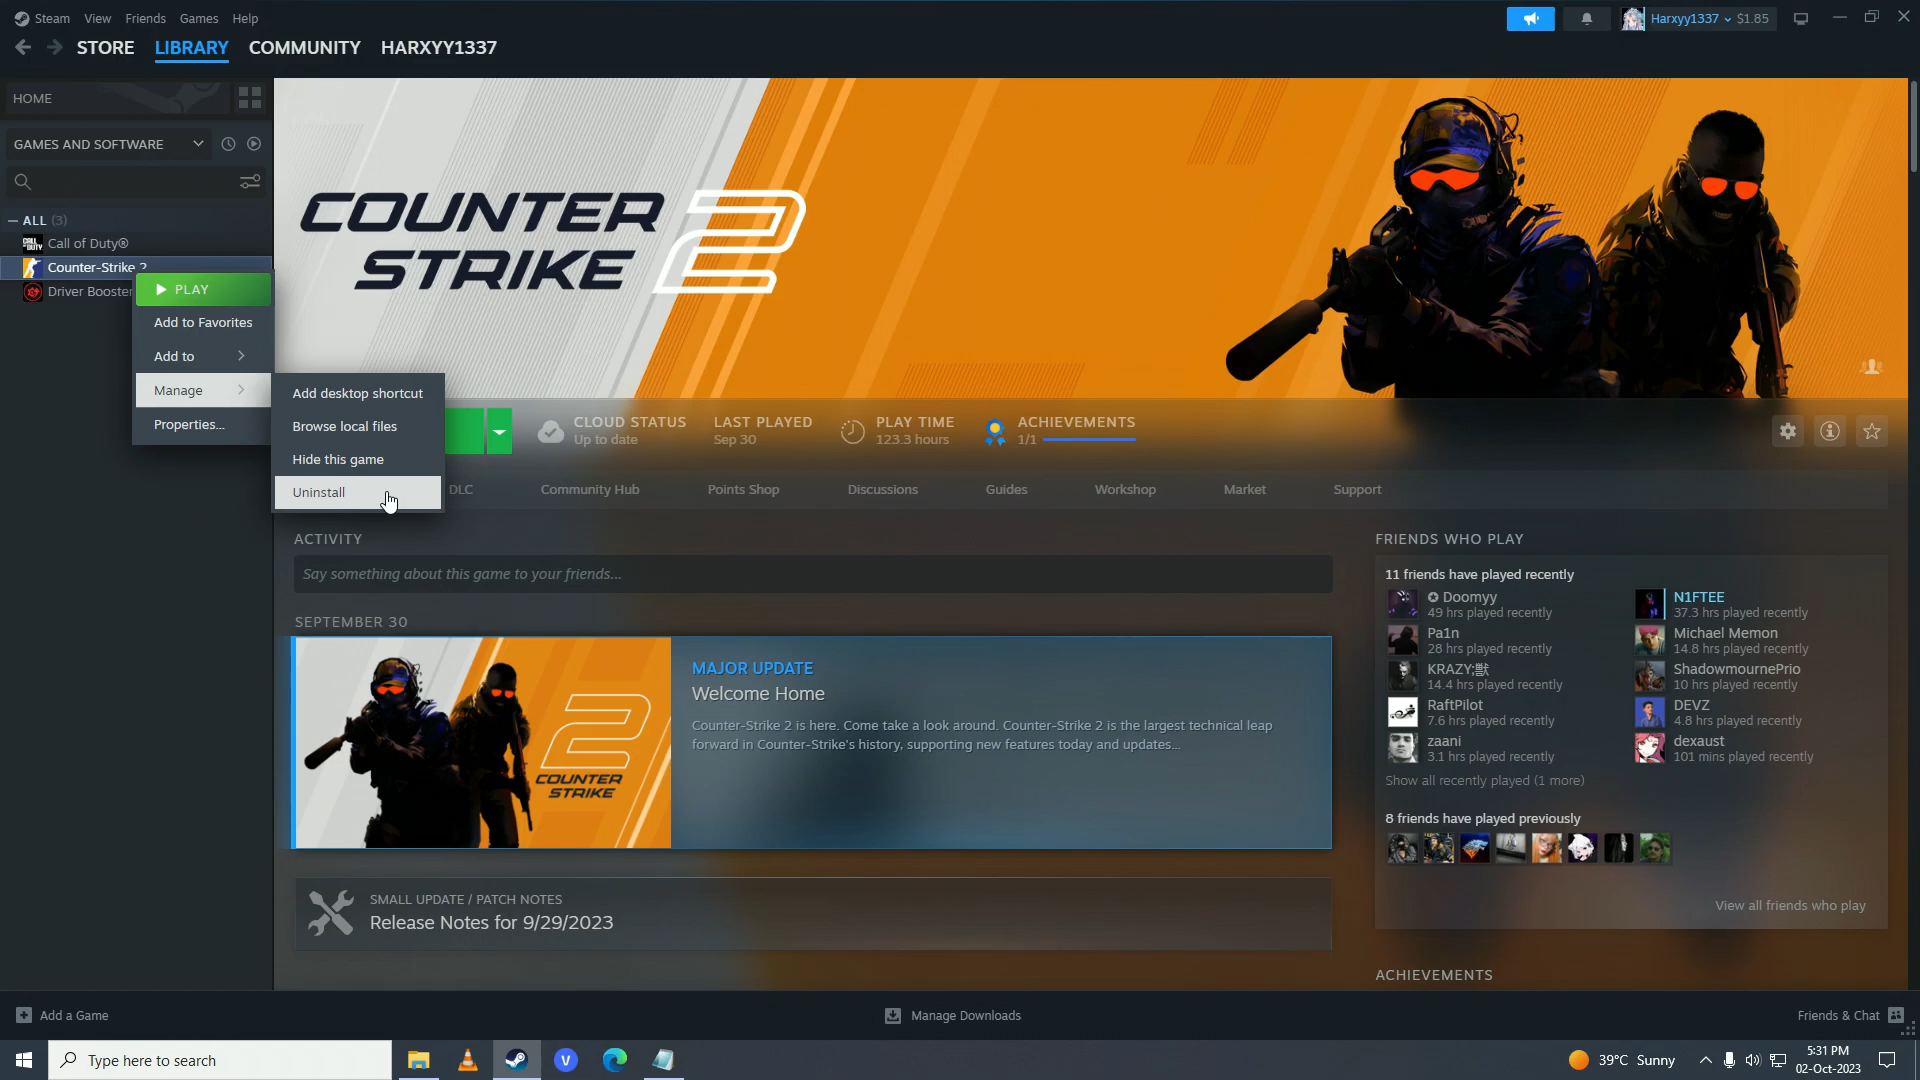 Steam View Friends Games Help
Harxyy1337 $1.85
STORE LIBRARY COMMUNITY HARXYY1337
HOME
GAMES AND SOFTWARE
ALL (3)
CALL OF DUTY
Call of Duty®
Counter-Strike 2
Driver Booster
PLAY
Add to Favorites
Add to
Manage
Properties...
Add desktop shortcut
Browse local files
Hide this game
Uninstall
COUNTER
STRIKE 2
CLOUD STATUS
Up to date
LAST PLAYED
Sep 30
PLAY TIME
123.3 hours
ACHIEVEMENTS
1/1
DLC Community Hub Points Shop Discussions Guides Workshop Market Support
ACTIVITY
Say something about this game to your friends...
SEPTEMBER 30
2
COUNTER
STRIKE
MAJOR UPDATE
Welcome Home
Counter-Strike 2 is here. Come take a look around. Counter-Strike 2 is the largest technical leap
forward in Counter-Strike's history, supporting new features today and updates...
SMALL UPDATE / PATCH NOTES
Release Notes for 9/29/2023
FRIENDS WHO PLAY
11 friends have played recently
Doomyy
49 hrs played recently
N1FTEE
37.3 hrs played recently
Pa1n
28 hrs played recently
Michael Memon
14.8 hrs played recently
KRAZY;獣
14.4 hrs played recently
ShadowmournePrio
10 hrs played recently
RaftPilot
7.6 hrs played recently
DEVZ
4.8 hrs played recently
zaani
3.1 hrs played recently
dexaust
101 mins played recently
Show all recently played (1 more)
8 friends have played previously
View all friends who play
ACHIEVEMENTS
Add a Game
Manage Downloads
Friends & Chat
Type here to search
V
39°C Sunny
5:31 PM
02-Oct-2023